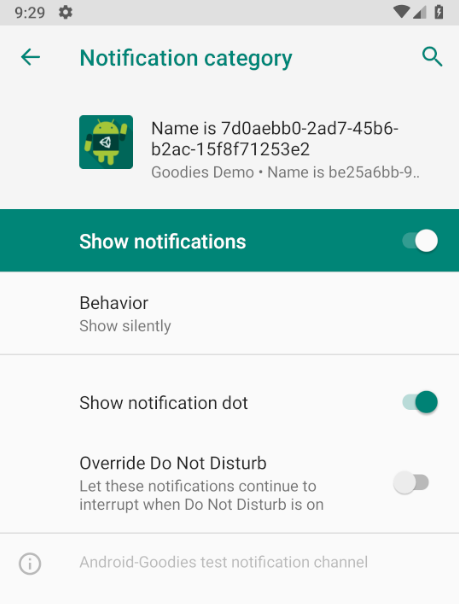 9:29
Notification category
Name is 7d0aebb0-2ad7-45b6-
b2ac-15f8f71253e2
Goodies Demo • Name is be25a6bb-9..
Show notifications
Behavior
Show silently
Show notification dot
Override Do Not Disturb
Let these notifications continue to
interrupt when Do Not Disturb is on
Android-Goodies test notification channel